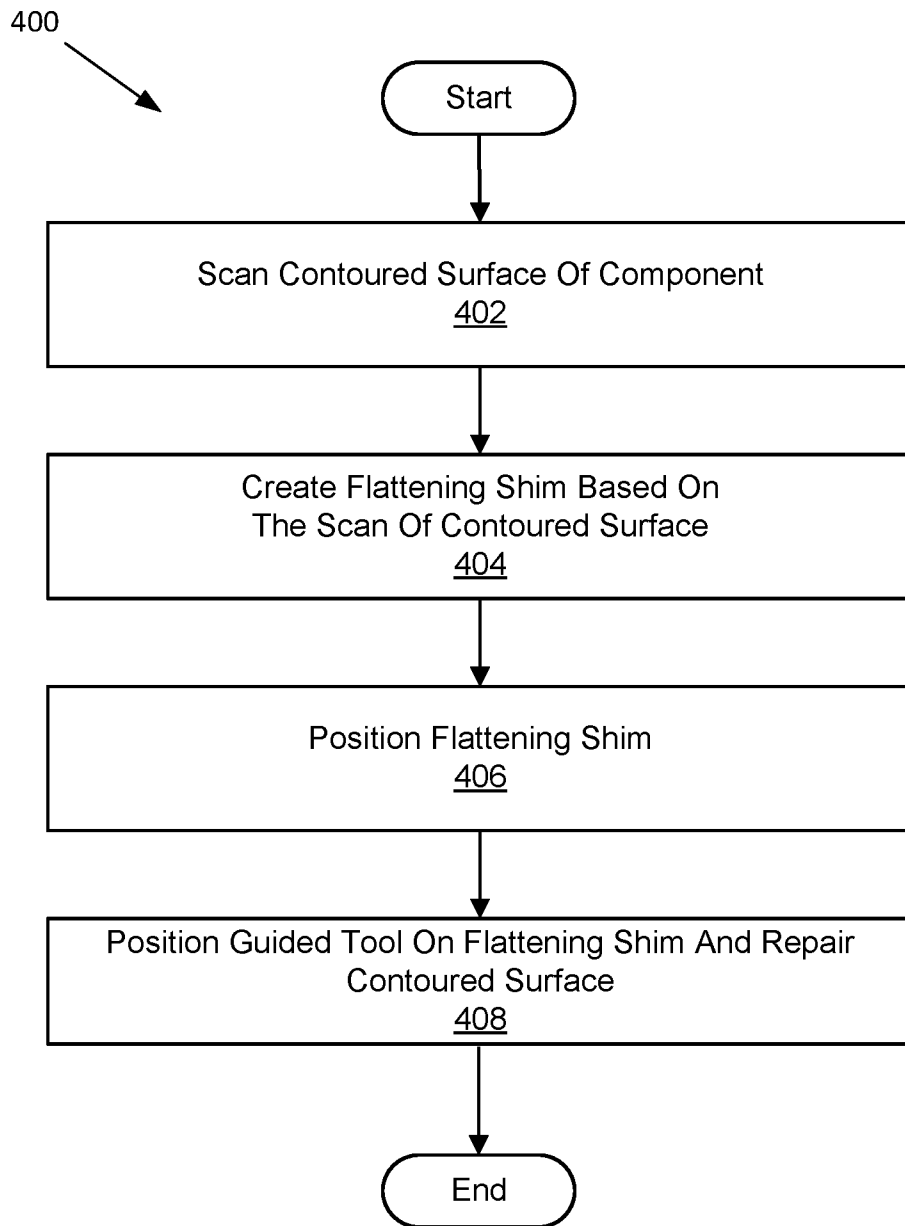 400
Start
Scan Contoured Surface Of Component
402
Create Flattening Shim Based On
The Scan Of Contoured Surface
404
Position Flattening Shim
406
Position Guided Tool On Flattening Shim And Repair
Contoured Surface
408
End